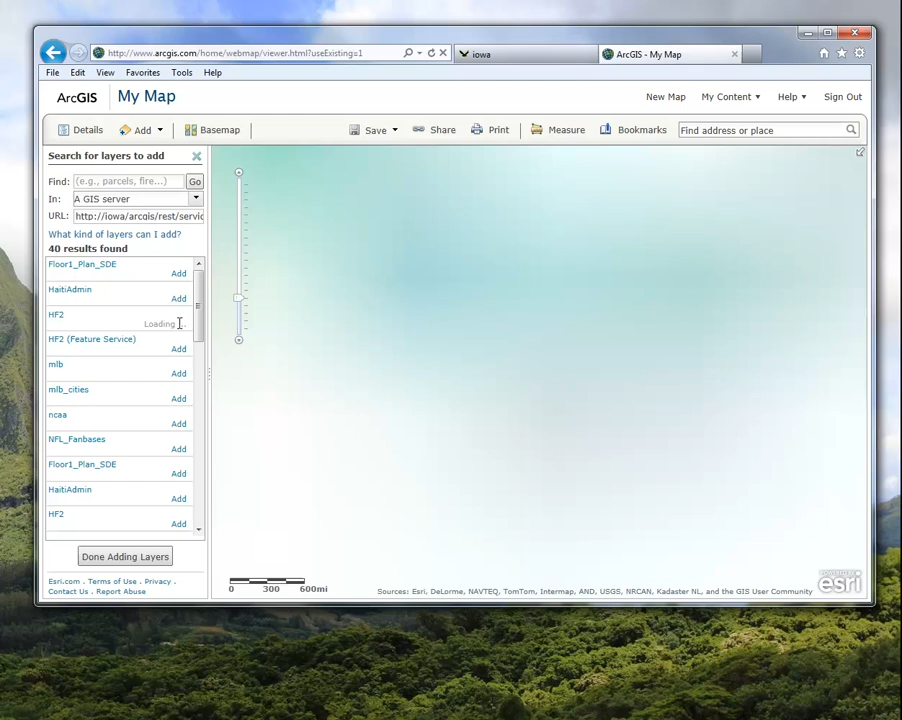 http://www.arcgis.com/home/webmap/viewer.html?useExisting=1
iowa
ArcGIS - My Map
File Edit View Favorites Tools Help
ArcGIS My Map
New Map My Content Help Sign Out
Details Add Basemap Save Share Print Measure Bookmarks Find address or place
Search for layers to add
Find: (e.g., parcels, fire...) Go
In: A GIS server
URL: http://iowa/arcgis/rest/servic
What kind of layers can I add?
40 results found
Floor1_Plan_SDE
Add
HaitiAdmin
Add
HF2
Loading
HF2 (Feature Service)
Add
mlb
Add
mlb_cities
Add
ncaa
Add
NFL_Fanbases
Add
Floor1_Plan_SDE
Add
HaitiAdmin
Add
HF2
Add
Done Adding Layers
Esri.com . Terms of Use . Privacy .
Contact Us . Report Abuse
0 300 600mi
Sources: Esri, DeLorme, NAVTEQ, TomTom, Intermap, AND, USGS, NRCAN, Kadaster NL, and the GIS User Community
POWERED BY
esri